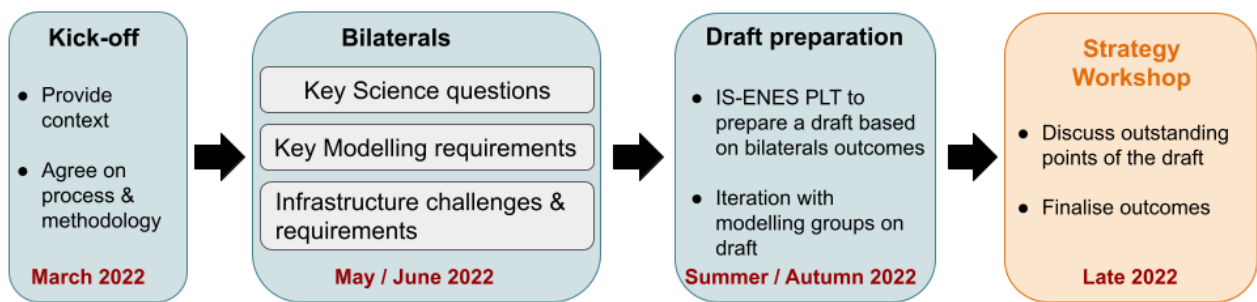 Kick-off
● Provide
context
● Agree on
process &
methodology
March 2022
Bilaterals
Key Science questions
Key Modelling requirements
Infrastructure challenges &
requirements
May / June 2022
Draft preparation
● IS-ENES PLT to
prepare a draft based
on bilaterals outcomes
● Iteration with
modelling groups on
draft
Summer / Autumn 2022
Strategy
Workshop
● Discuss outstanding
points of the draft
● Finalise outcomes
Late 2022